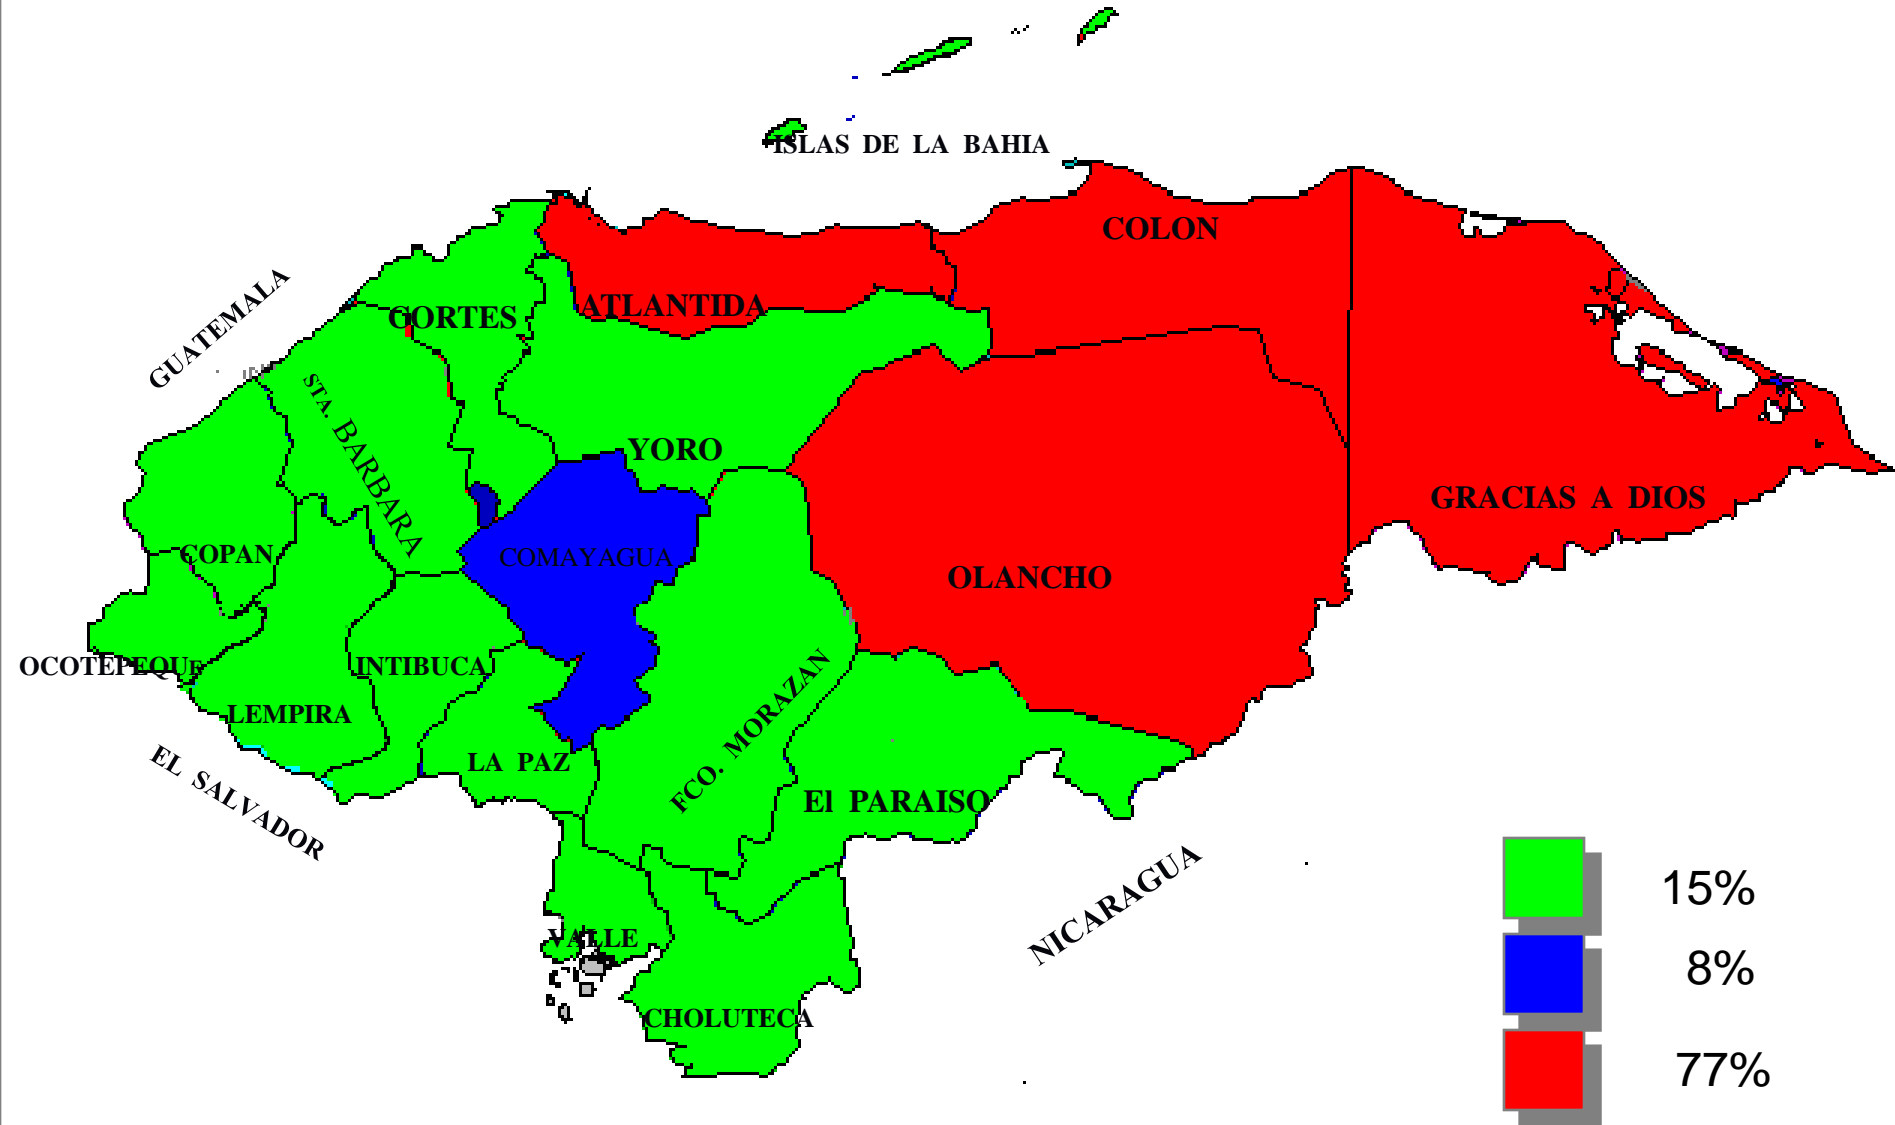 ISLAS DE LA BAHIA
COLON
GUATEMALA
CORTES
ATLANTIDA
STA. BARBARA
YORO
GRACIAS A DIOS
COPAN
COMAYAGUA
OLANCHO
OCOTEPEQUE
INTIBUCA
LEMPIRA
FCO. MORAZAN
LA PAZ
EL SALVADOR
El PARAISO
NICARAGUA
VALLE
CHOLUTECA
15%
8%
77%